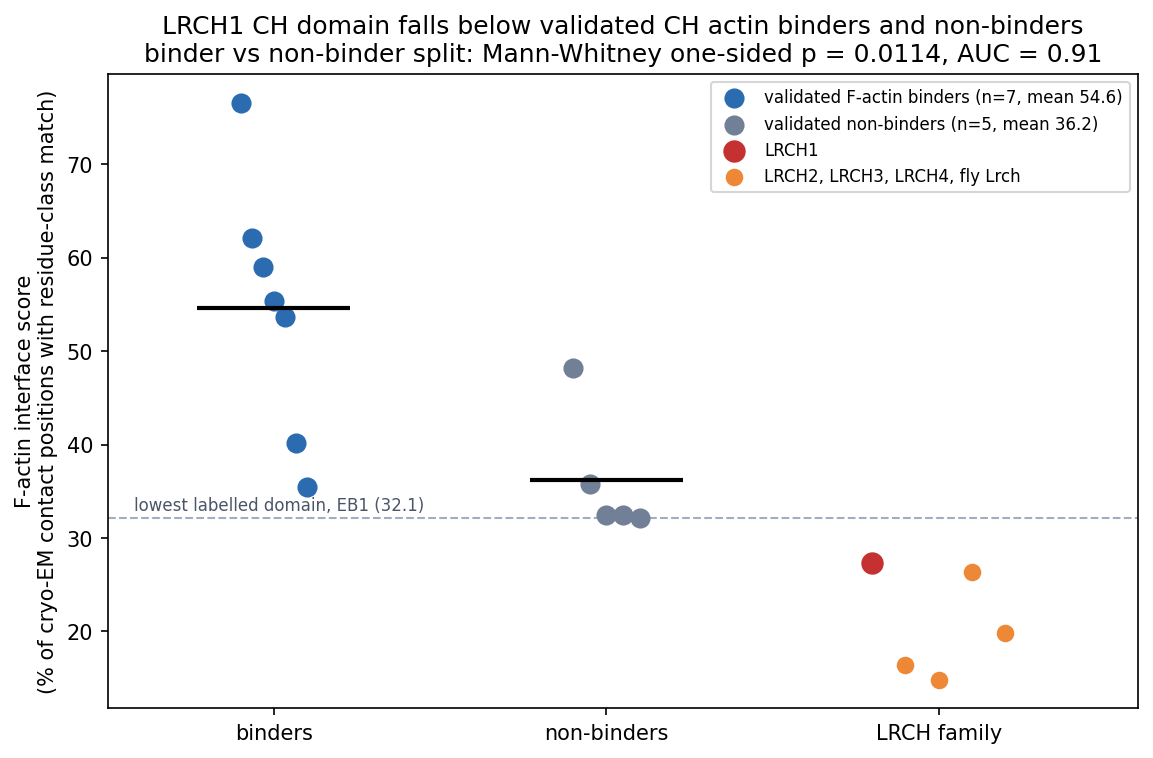 LRCH1 CH domain falls below validated CH actin binders and non-binders
binder vs non-binder split: Mann-Whitney one-sided p = 0.0114, AUC = 0.91
F-actin interface score
(% of cryo-EM contact positions with residue-class match)
70
60
50
40
30
20
validated F-actin binders (n=7, mean 54.6)
validated non-binders (n=5, mean 36.2)
LRCH1
LRCH2, LRCH3, LRCH4, fly Lrch
lowest labelled domain, EB1 (32.1)
binders
non-binders
LRCH family